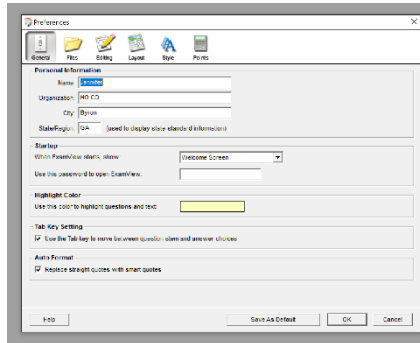 Preferences
General Files Editing Layout Style Points
Personal Information
Name: Jennifer
Organization: HO CO
City: Byron
State/Region: GA (used to display state standard information)
Startup
When ExamView starts, show: Welcome Screen
Use this password to open ExamView:
Highlight Color
Use this color to highlight questions and text:
Tab Key Setting
Use the Tab key to move between question stem and answer choices
Auto Format
Replace straight quotes with smart quotes
Help Save As Default OK Cancel